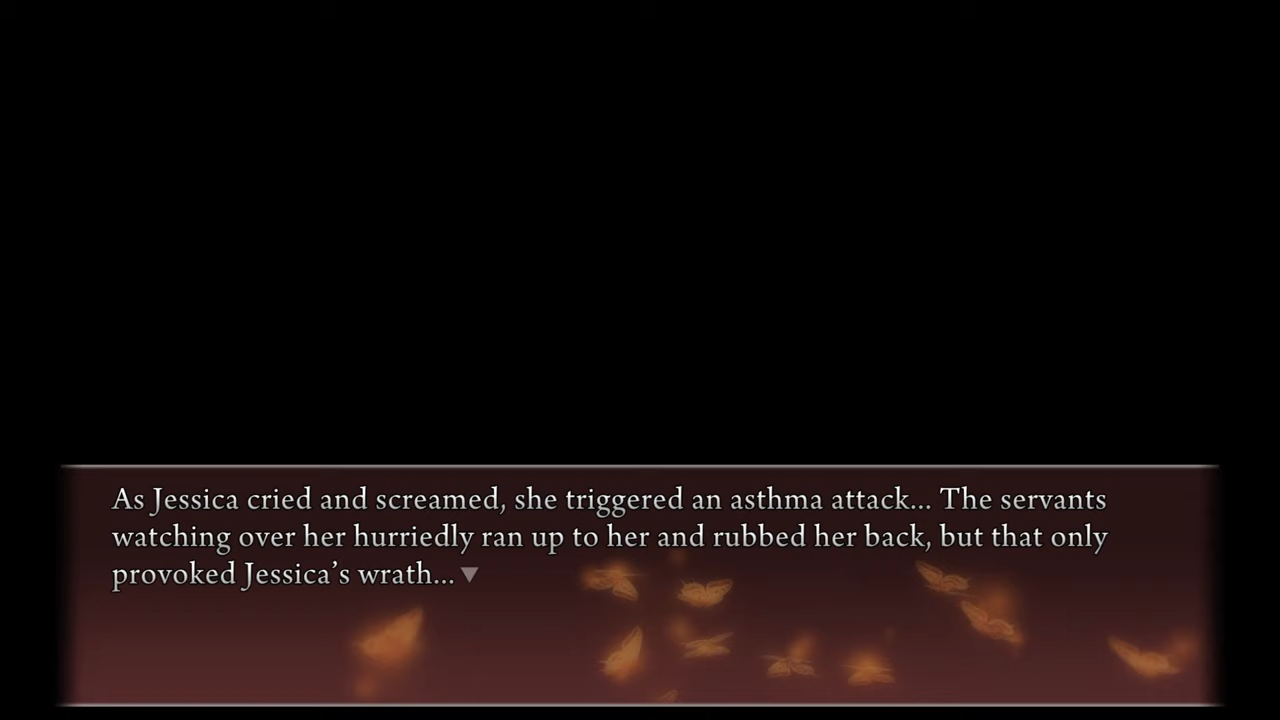 As Jessica cried and screamed, she triggered an asthma attack... The servants
watching over her hurriedly ran up to her and rubbed her back, but that only
provoked Jessica’s wrath...